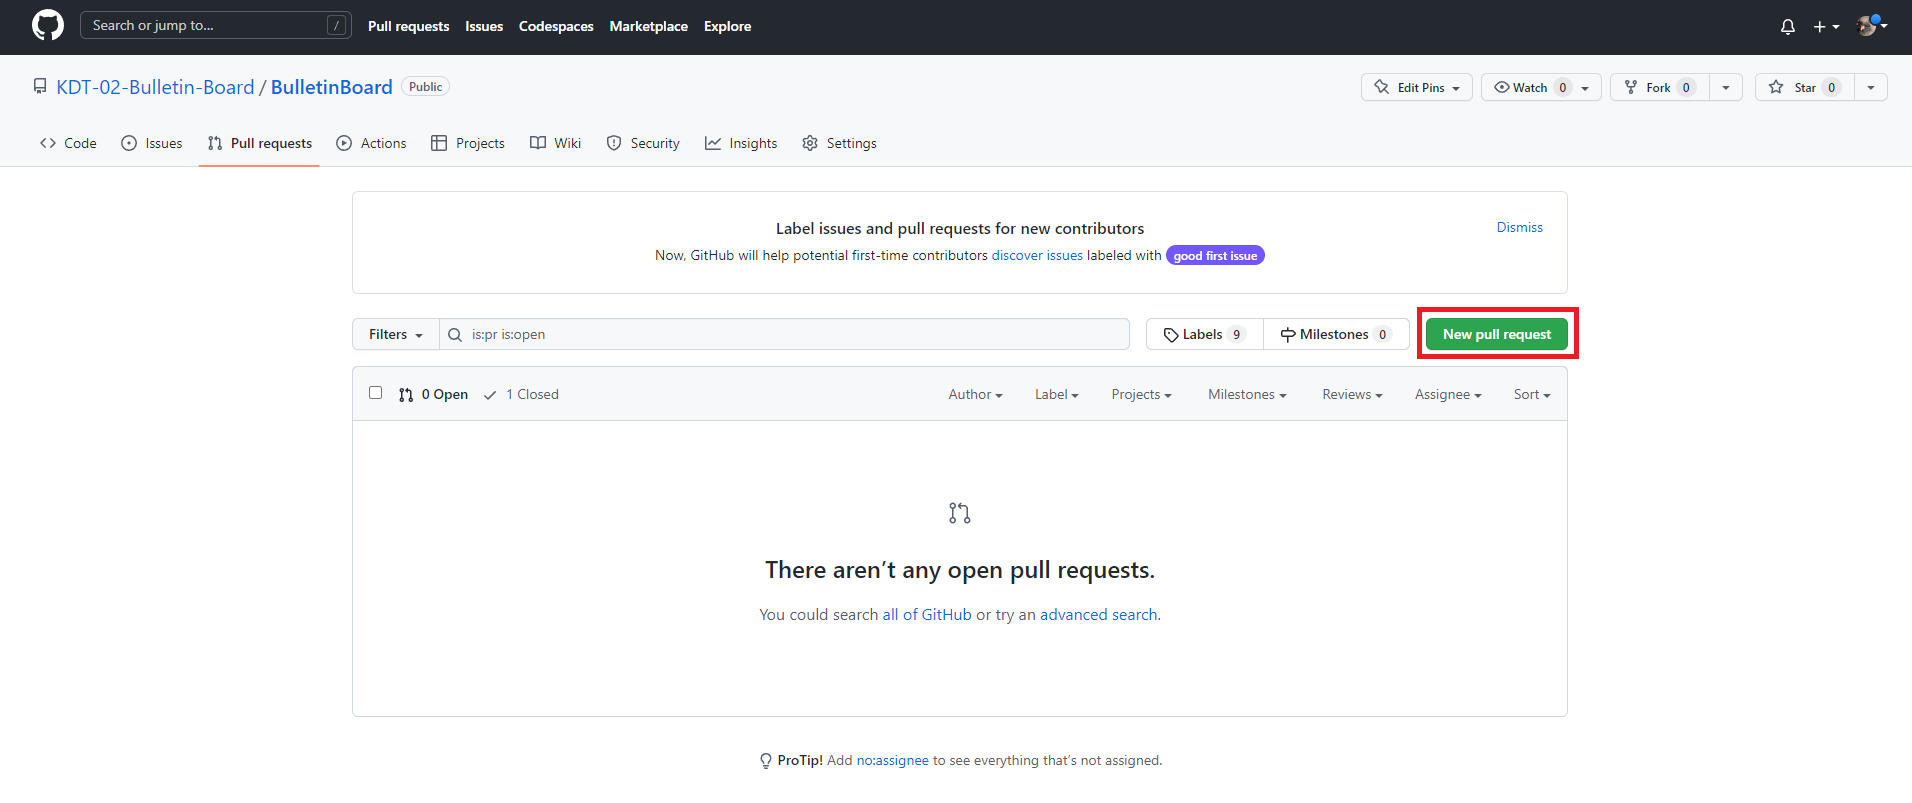 Search or jump to... / Pull requests Issues Codespaces Marketplace Explore
KDT-02-Bulletin-Board / BulletinBoard Public Edit Pins Watch 0 Fork 0 Star 0
Code Issues Pull requests Actions Projects Wiki Security Insights Settings
Label issues and pull requests for new contributors
Dismiss
Now, GitHub will help potential first-time contributors discover issues labeled with good first issue
Filters is:pr is:open Labels 9 Milestones 0 New pull request
0 Open 1 Closed Author Label Projects Milestones Reviews Assignee Sort
There aren’t any open pull requests.
You could search all of GitHub or try an advanced search.
ProTip! Add no:assignee to see everything that’s not assigned.